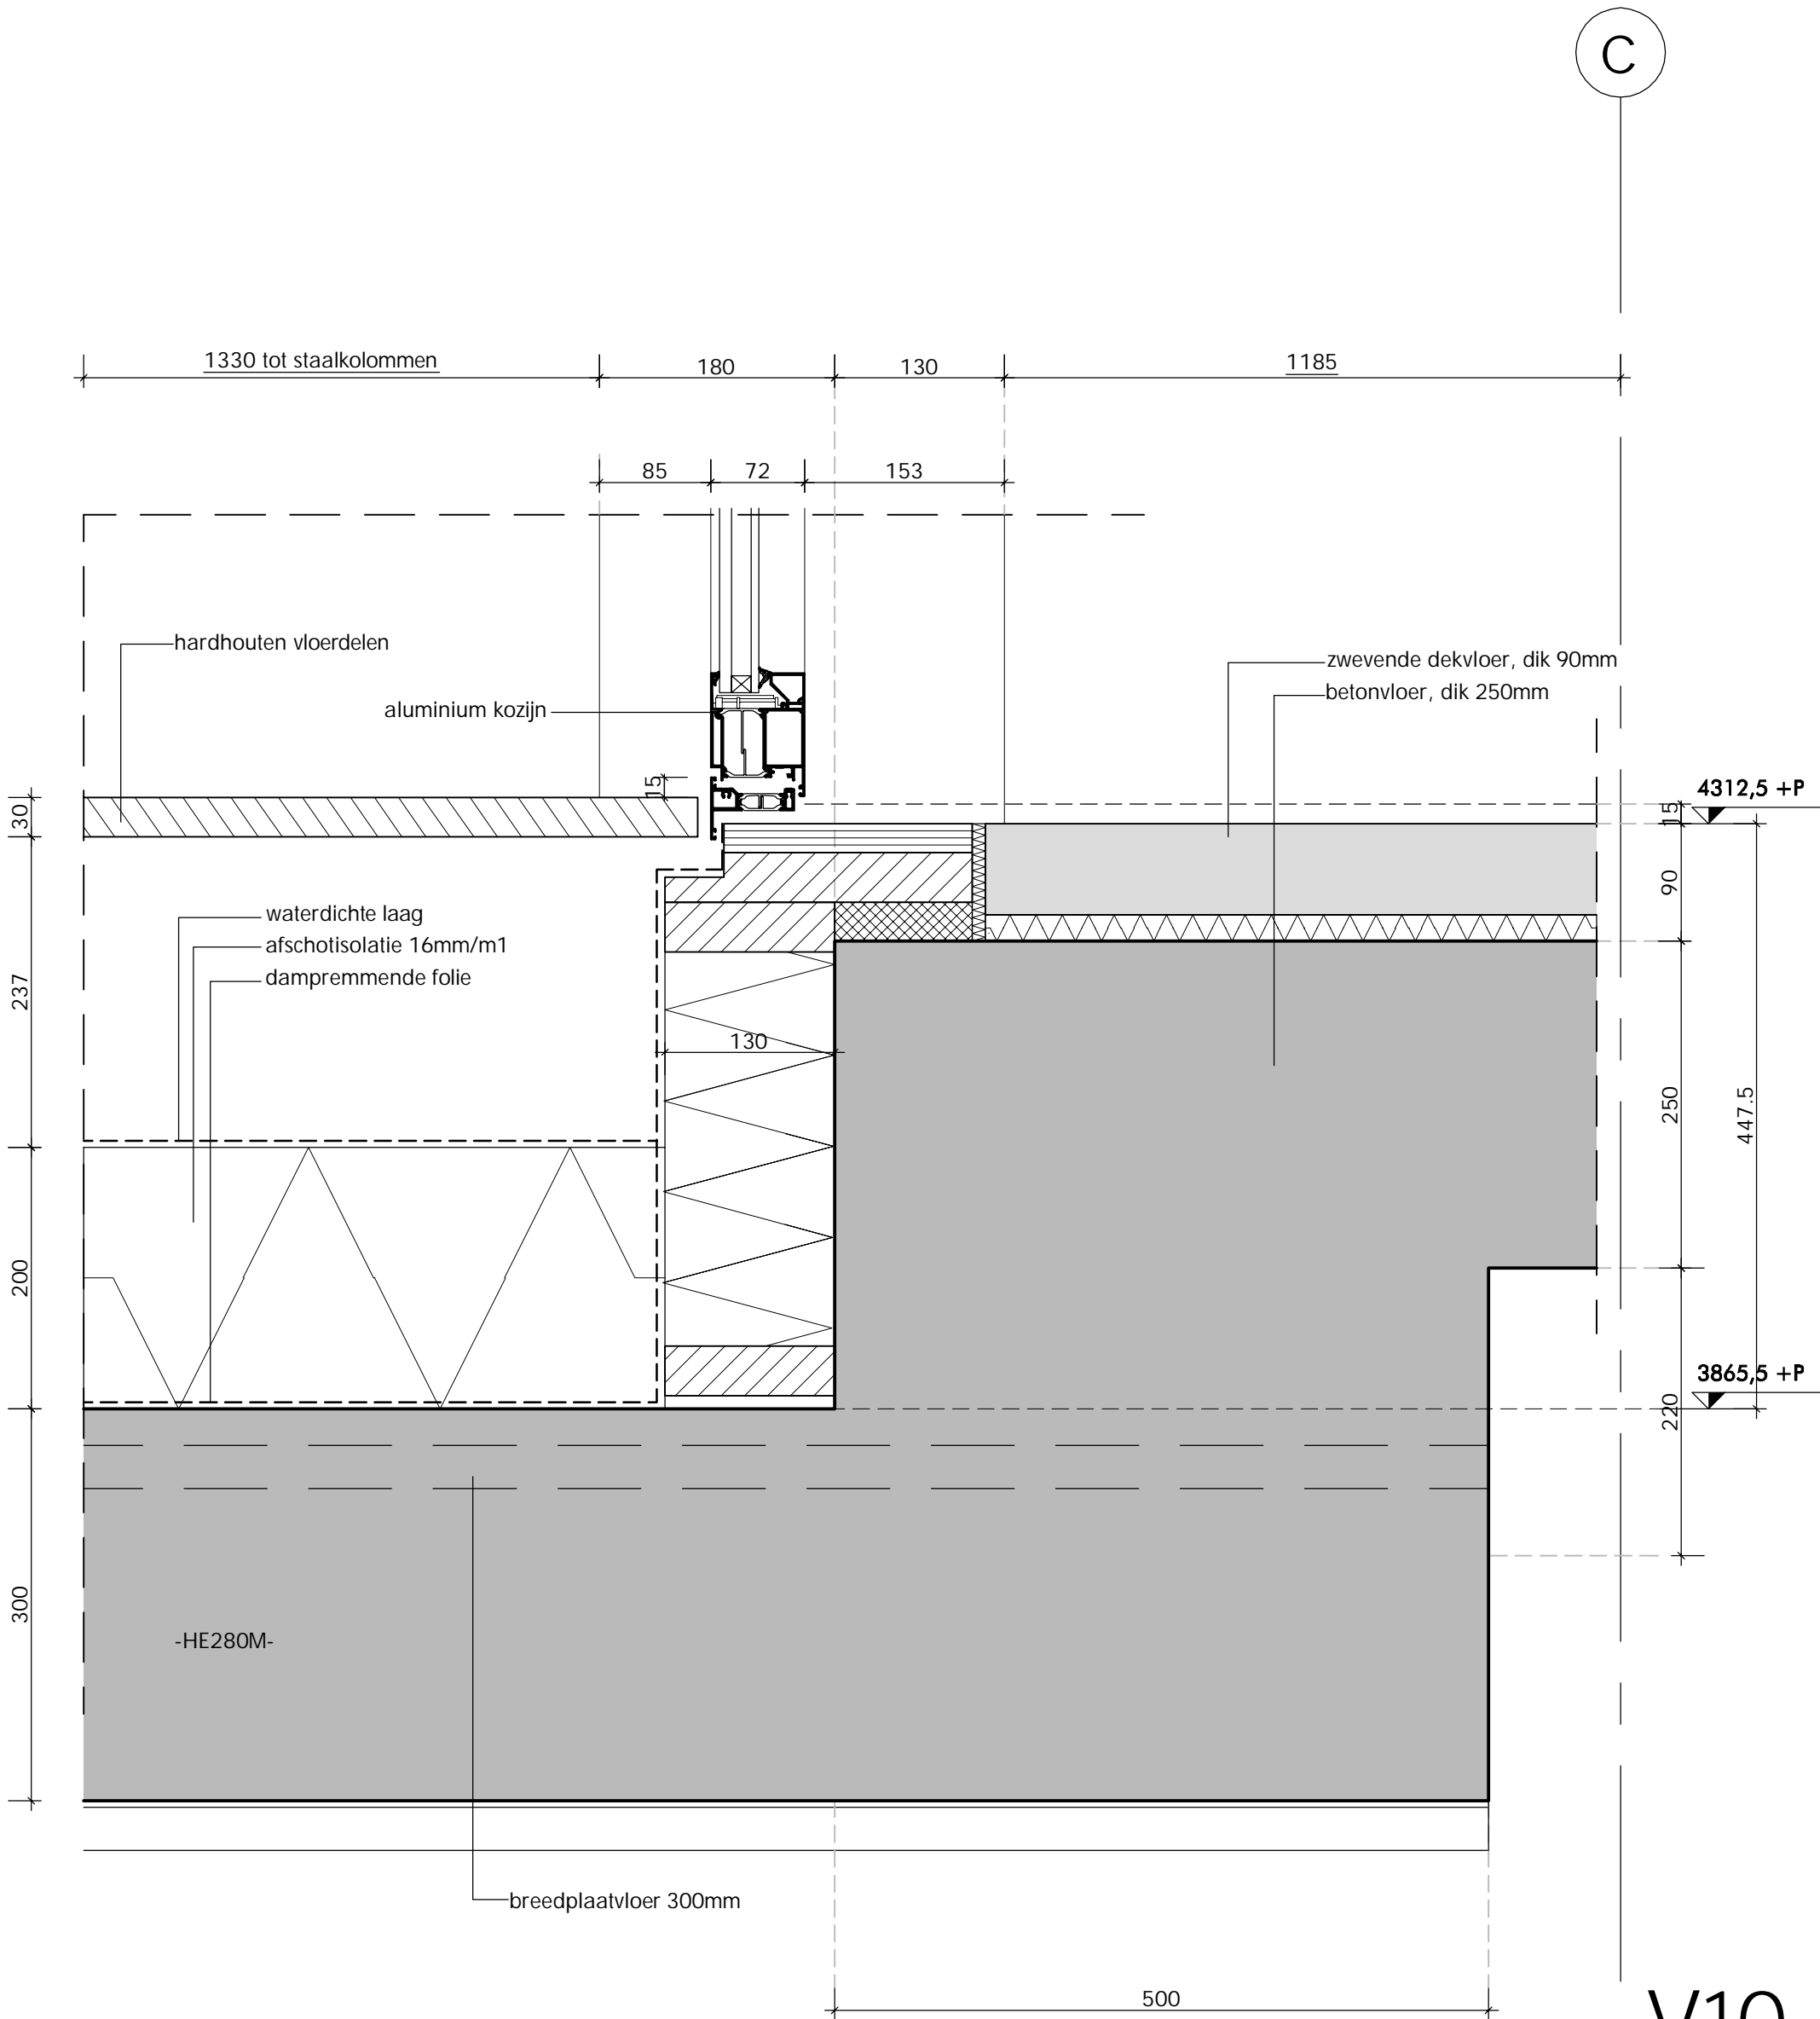 C
1330 tot staalkolommen
180
130
1185
85
72
153
hardhouten vloerdelen
zwevende dekvloer, dik 90mm
betonvloer, dik 250mm
aluminium kozijn
15
4312,5 +P
15
30
90
waterdichte laag
afschotisolatie 16mm/m1
dampremmende folie
237
130
250
447.5
200
3865,5 +P
220
300
-HE280M-
breedplaatvloer 300mm
500
V10